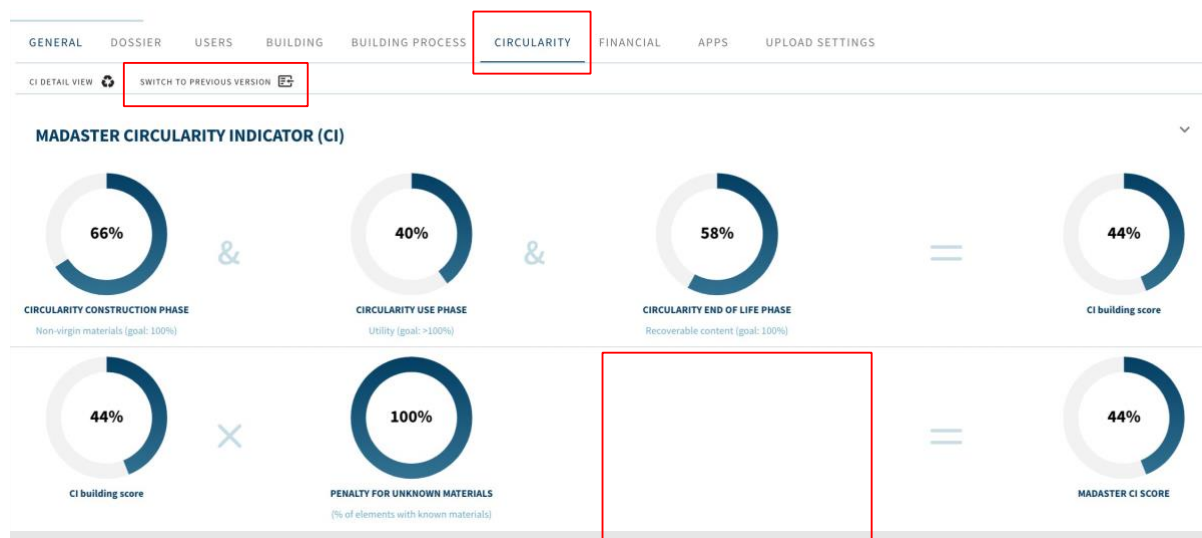 GENERAL DOSSIER USERS BUILDING BUILDING PROCESS CIRCULARITY FINANCIAL APPS UPLOAD SETTINGS
CI DETAIL VIEW SWITCH TO PREVIOUS VERSION
MADASTER CIRCULARITY INDICATOR (CI)
66% & 40% & 58% = 44%
CIRCULARITY CONSTRUCTION PHASE CIRCULARITY USE PHASE CIRCULARITY END OF LIFE PHASE CI building score
Non-virgin materials (goal: 100%) Utility (goal: >100%) Recoverable content (goal: 100%)
44% × 100% = 44%
CI building score PENALTY FOR UNKNOWN MATERIALS MADASTER CI SCORE
(% of elements with known materials)